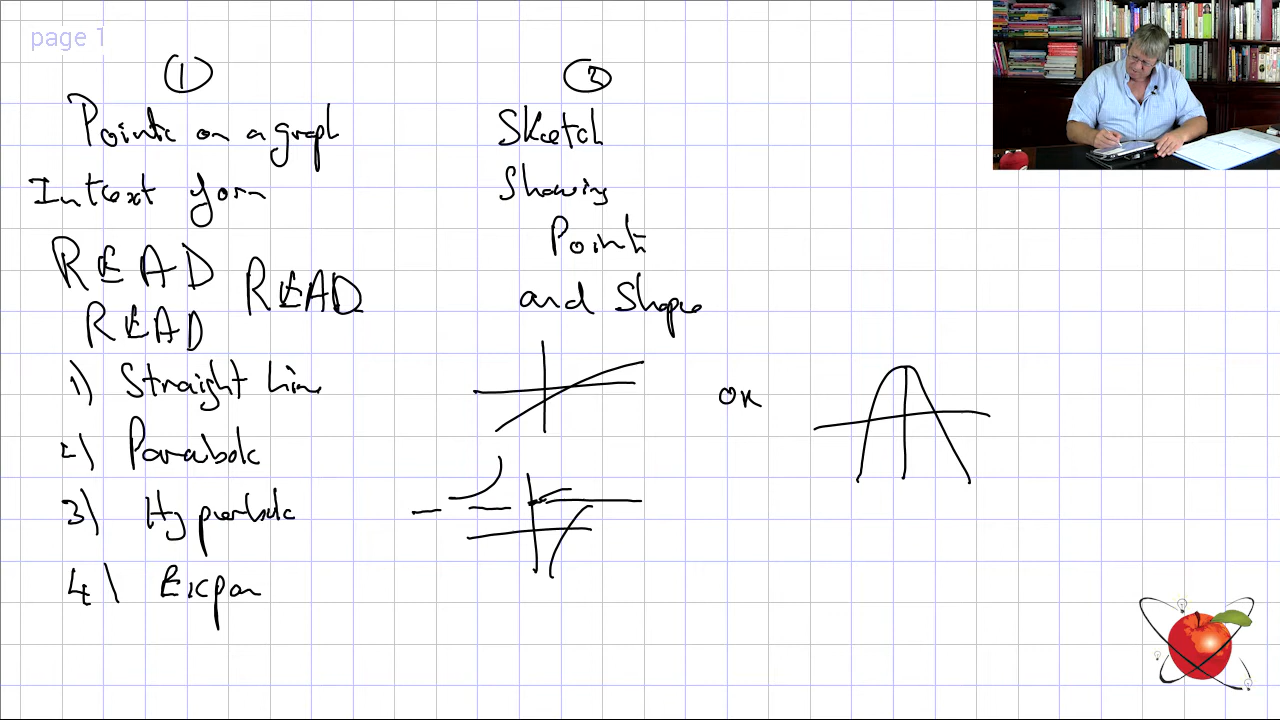 page 1
1
Points on a graph
In text form
READ
READ
READ
1) Straight Line
2) Parabola
3) Hyperbola
4) Expon
2
Sketch
Showing
Points
and Shape
OR